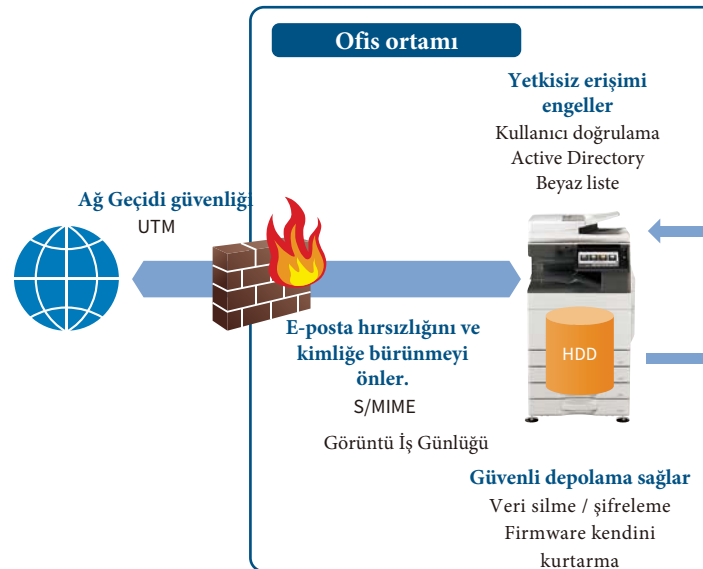 Ofis ortamı
Yetkisiz erişimi
engeller
Kullanıcı doğrulama
Active Directory
Beyaz liste
Ağ Geçidi güvenliği
UTM
E-posta hırsızlığını ve
kimliğe bürünmeyi
önler.
S/MIME
Görüntü İş Günlüğü
HDD
Güvenli depolama sağlar
Veri silme / şifreleme
Firmware kendini
kurtarma